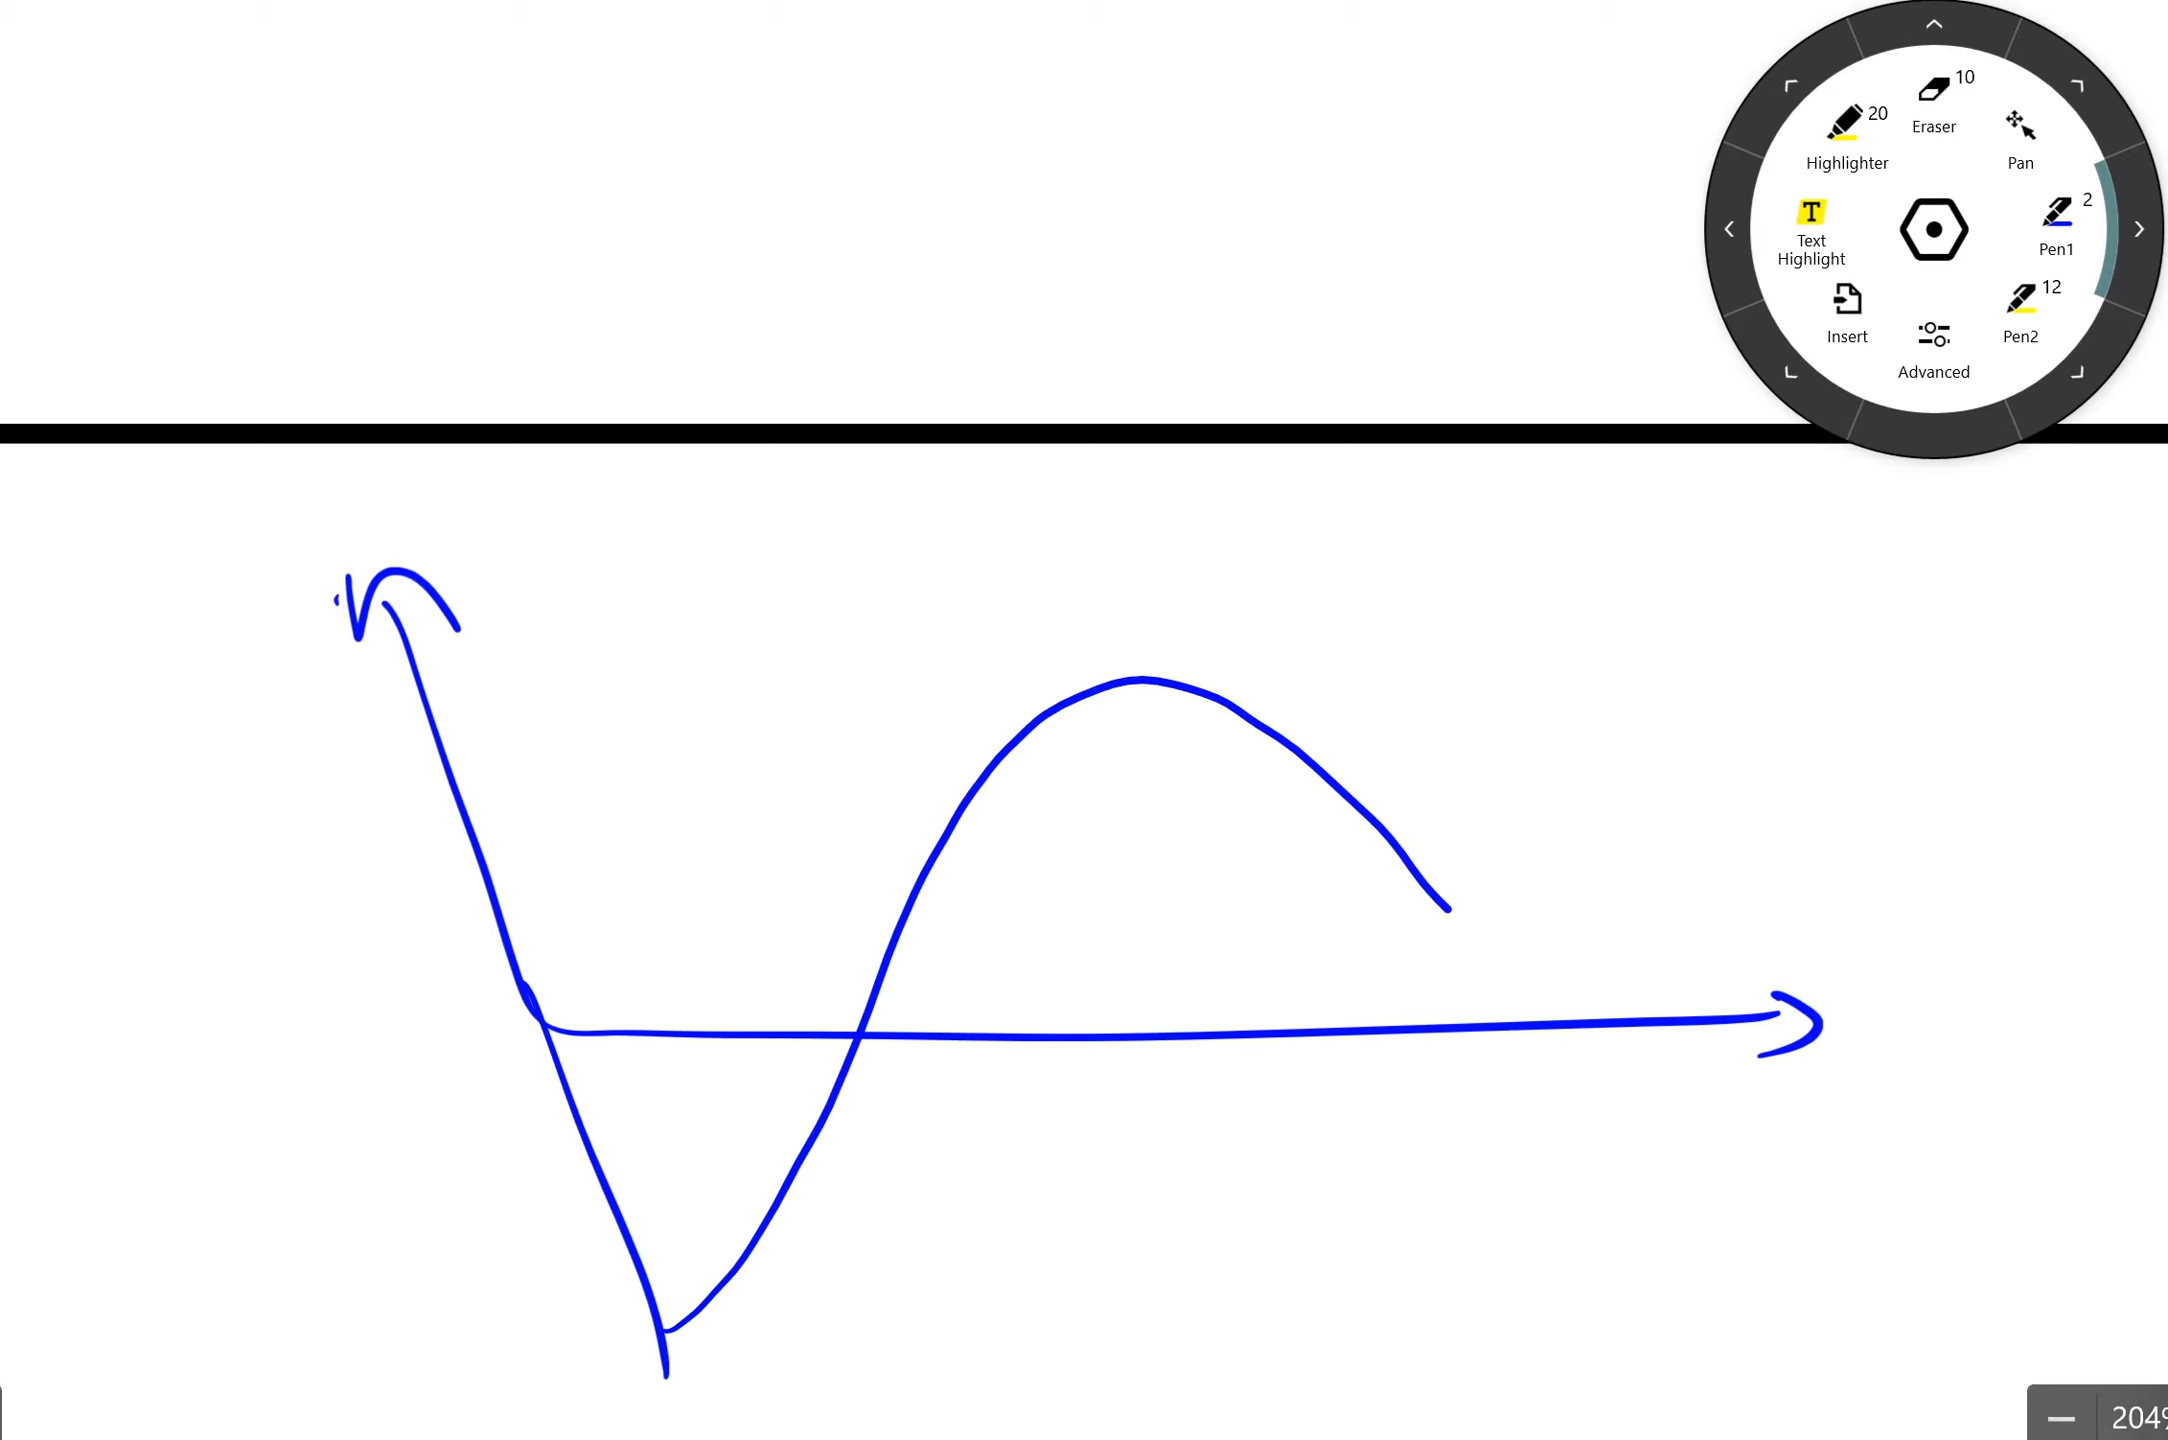 10
Eraser
20
Highlighter
Pan
T
Text
Highlight
2
Pen1
12
Pen2
Insert
Advanced
204%